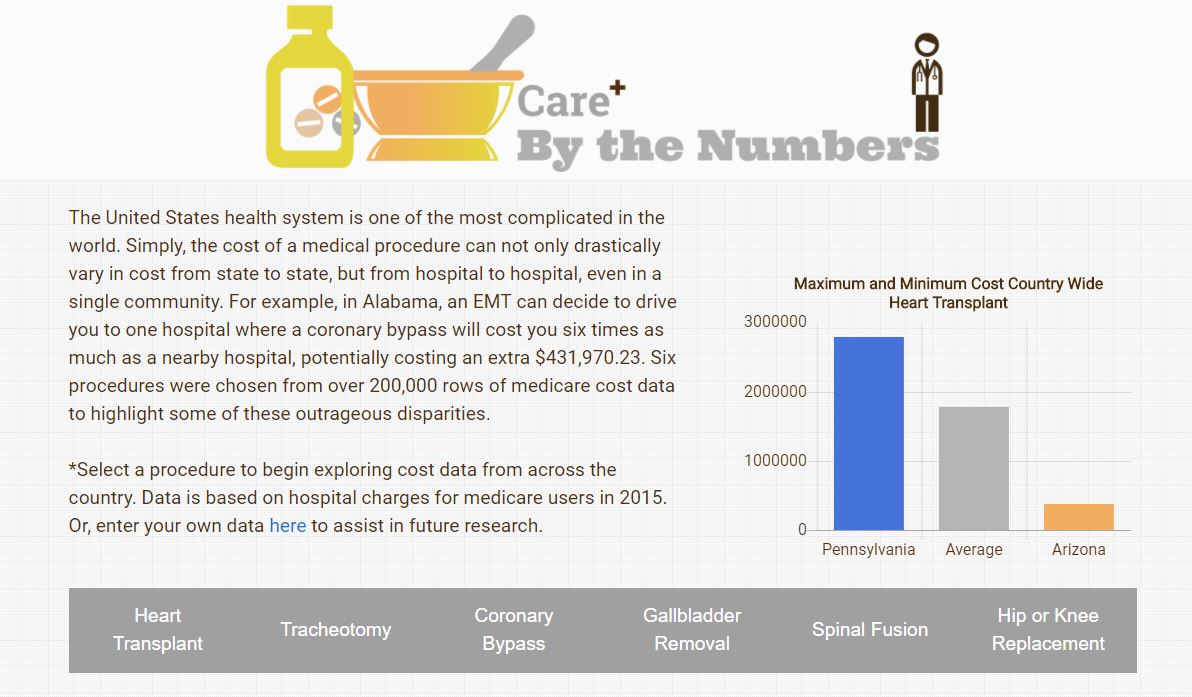 Care+
By the Numbers
The United States health system is one of the most complicated in the
world. Simply, the cost of a medical procedure can not only drastically
vary in cost from state to state, but from hospital to hospital, even in a
single community. For example, in Alabama, an EMT can decide to drive
you to one hospital where a coronary bypass will cost you six times as
much as a nearby hospital, potentially costing an extra $431,970.23. Six
procedures were chosen from over 200,000 rows of medicare cost data
to highlight some of these outrageous disparities.
*Select a procedure to begin exploring cost data from across the
country. Data is based on hospital charges for medicare users in 2015.
Or, enter your own data here to assist in future research.
Maximum and Minimum Cost Country Wide
Heart Transplant
3000000
2000000
1000000
0
Pennsylvania Average Arizona
Heart
Transplant
Tracheotomy
Coronary
Bypass
Gallbladder
Removal
Spinal Fusion
Hip or Knee
Replacement